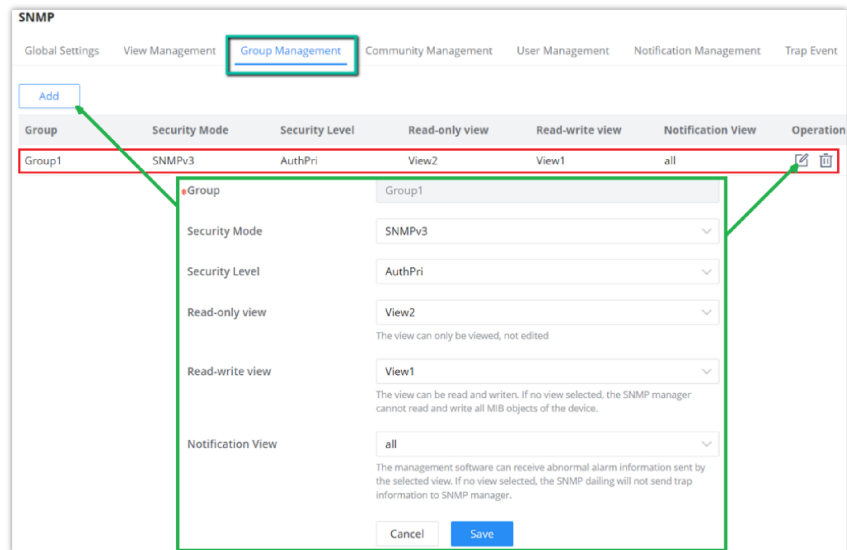 SNMP
Global Settings View Management Group Management Community Management User Management Notification Management Trap Event
Add
Group Security Mode Security Level Read-only view Read-write view Notification View Operation
Group1 SNMPv3 AuthPri View2 View1 all
Group Group1
Security Mode SNMPv3
Security Level AuthPri
Read-only view View2
The view can only be viewed, not edited
Read-write view View1
The view can be read and writen. If no view selected, the SNMP manager
cannot read and write all MIB objects of the device.
Notification View all
The management software can receive abnormal alarm information sent by
the selected view. If no view selected, the SNMP dailing will not send trap
information to SNMP manager.
Cancel Save